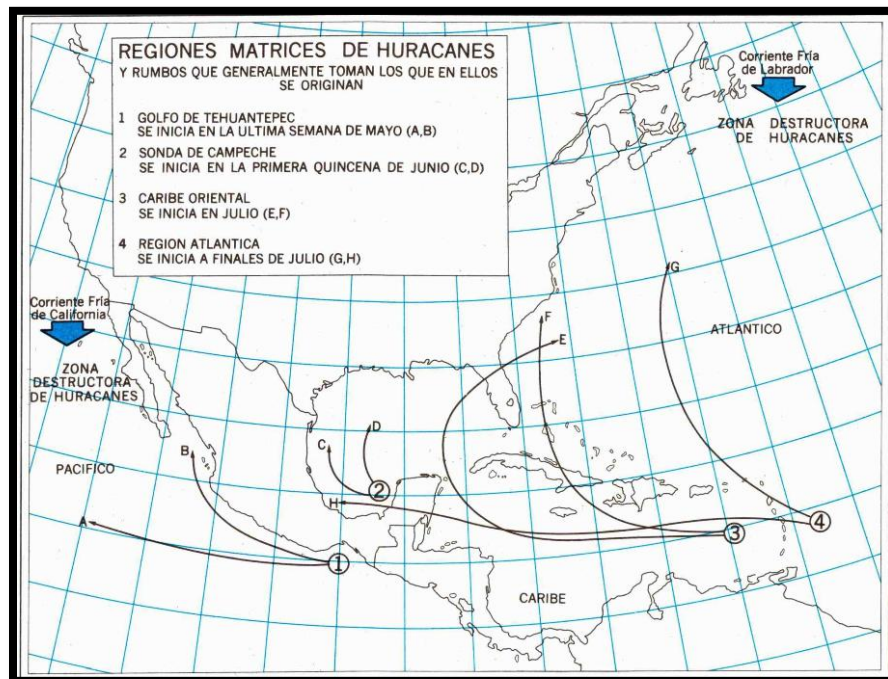 REGIONES MATRICES DE HURACANES
Y RUMBOS QUE GENERALMENTE TOMAN LOS QUE EN ELLOS
SE ORIGINAN
1 GOLFO DE TEHUANTEPEC
SE INICIA EN LA ULTIMA SEMANA DE MAYO (A,B)
2 SONDA DE CAMPECHE
SE INICIA EN LA PRIMERA QUINCENA DE JUNIO (C,D)
3 CARIBE ORIENTAL
SE INICIA EN JULIO (E,F)
4 REGION ATLANTICA
SE INICIA A FINALES DE JULIO (G,H)
Corriente Fría
de Labrador
ZONA DESTRUCTORA
DE HURACANES
Corriente Fría
de California
ZONA
DESTRUCTORA
DE HURACANES
G
F
E
ATLANTICO
D
C
B
PACIFICO
A
2
H
4
3
1
CARIBE